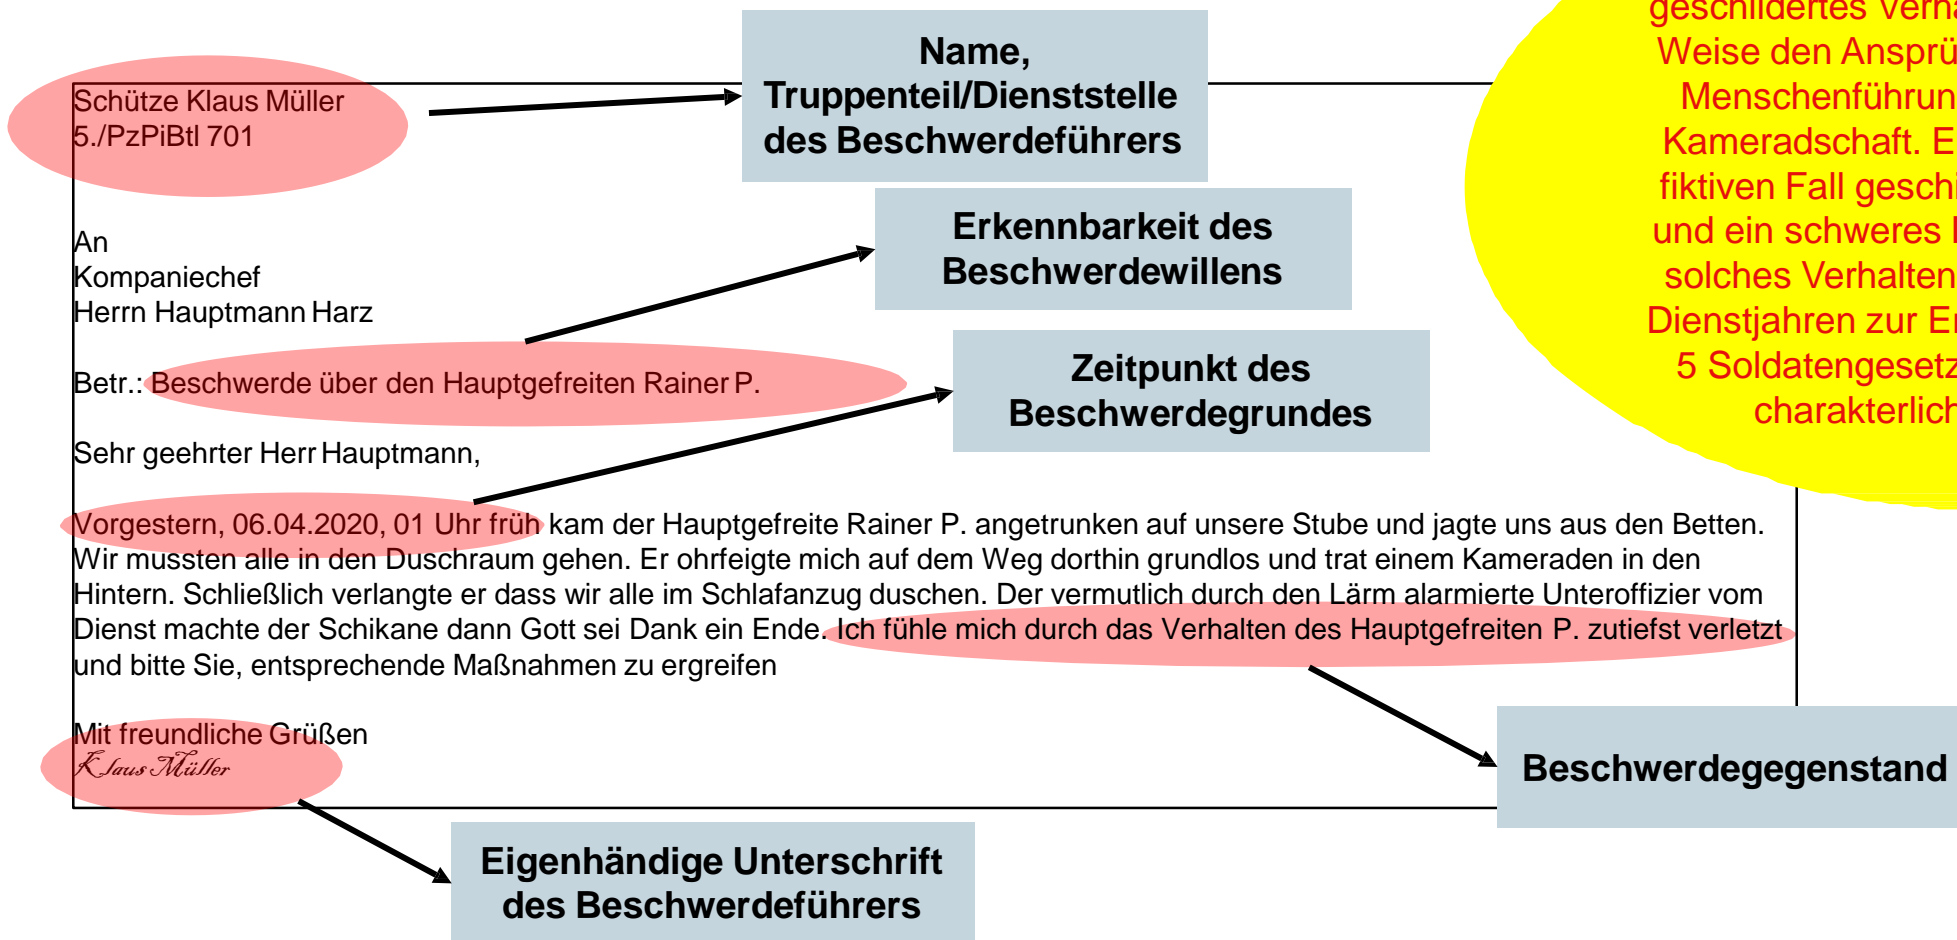 Name,
Truppenteil/Dienststelle
des Beschwerdeführers
Schütze Klaus Müller
5./PzPiBtl 701
Erkennbarkeit des
Beschwerdewillens
An
Kompaniechef
Herrn Hauptmann Harz
Zeitpunkt des
Beschwerdegrundes
Betr.: Beschwerde über den Hauptgefreiten Rainer P.
Sehr geehrter Herr Hauptmann,
Vorgestern, 06.04.2020, 01 Uhr früh kam der Hauptgefreite Rainer P. angetrunken auf unsere Stube und jagte uns aus den Betten.
Wir mussten alle in den Duschraum gehen. Er ohrfeigte mich auf dem Weg dorthin grundlos und trat einem Kameraden in den
Hintern. Schließlich verlangte er dass wir alle im Schlafanzug duschen. Der vermutlich durch den Lärm alarmierte Unteroffizier vom
Dienst machte der Schikane dann Gott sei Dank ein Ende. Ich fühle mich durch das Verhalten des Hauptgefreiten P. zutiefst verletzt
und bitte Sie, entsprechende Maßnahmen zu ergreifen
Mit freundliche Grüßen
Klaus Müller
Beschwerdegegenstand
Eigenhändige Unterschrift
des Beschwerdeführers
geschildertes
Weise den
Kameradschaft.
fiktiven Fall
und ein schweres
solches Verhalten
Dienstjahren zur
5 Soldatengesetz